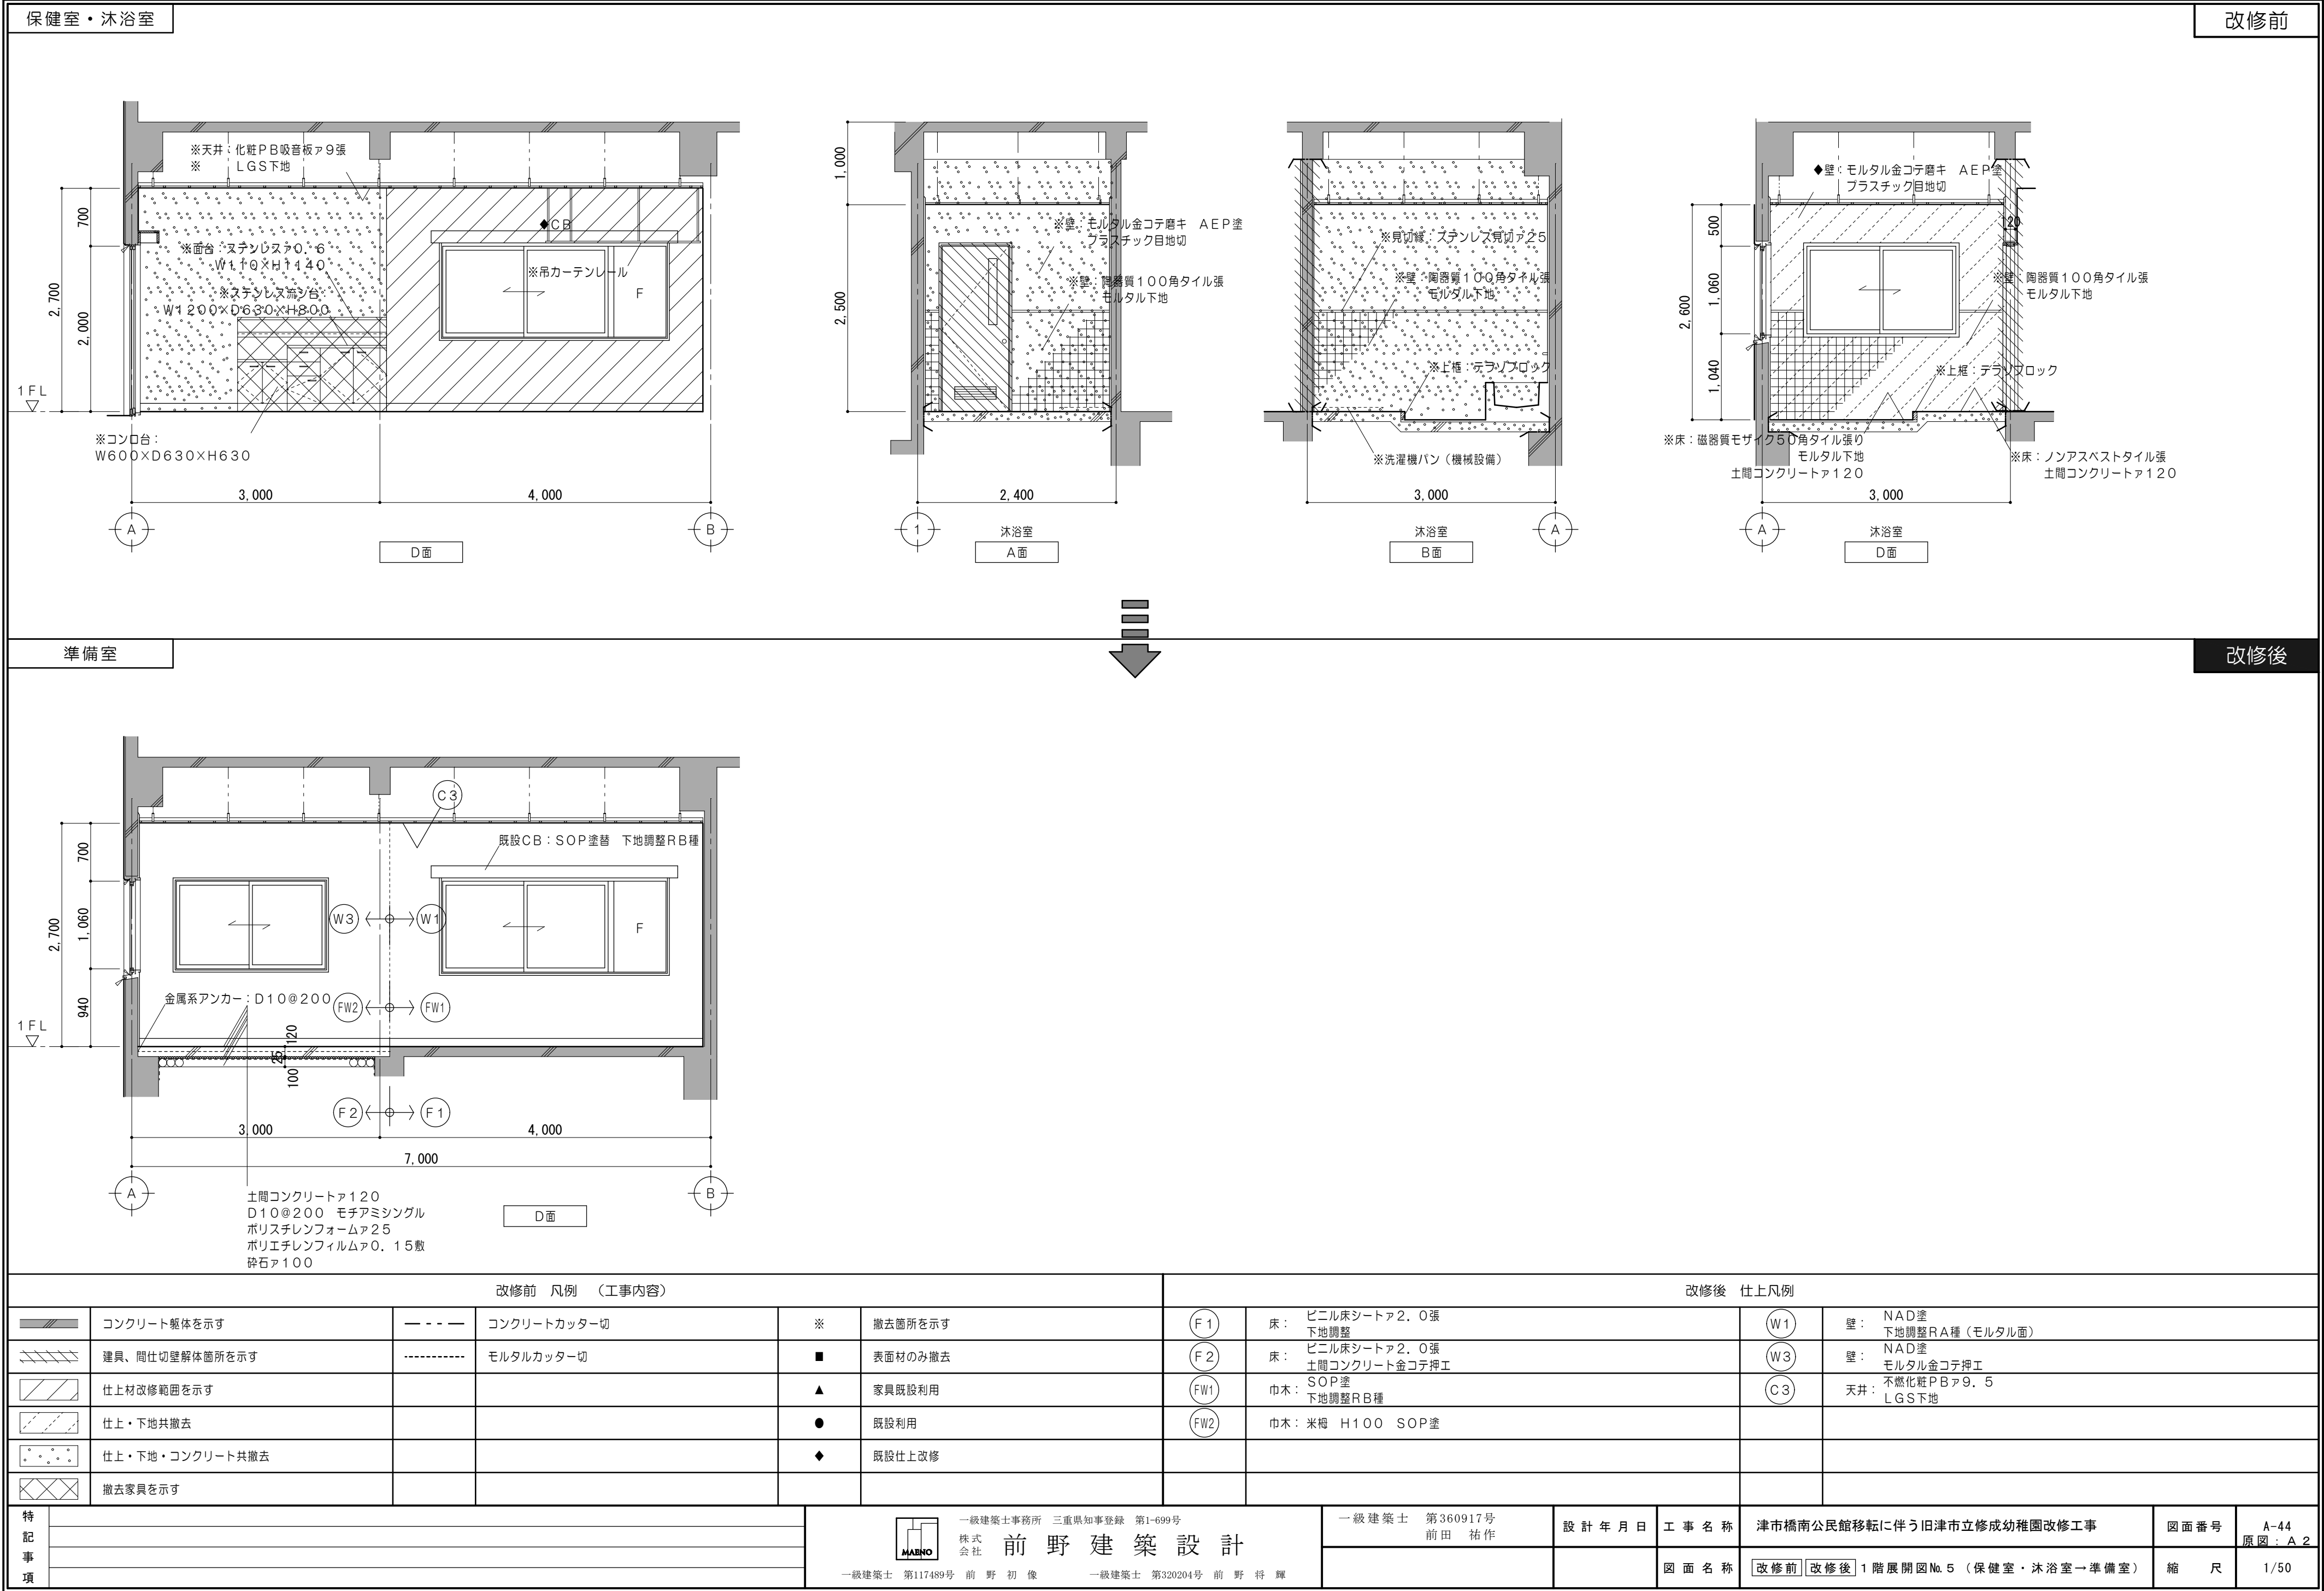 保健室・沐浴室
改修前
※天井：化粧PB吸音板ァ9張
※　　LGS下地
◆CB
※面台：ステンレスァ0．6
W110×H1140
※ステンレス流シ台：
W1200×D630×H800
※吊カーテンレール
F
700
2,000
2,700
1FL
※コンロ台：
W600×D630×H630
3,000
4,000
A
B
D面
1,000
2,500
※壁：モルタル金コテ磨キ　AEP塗
プラスチック目地切
※壁：陶器質100角タイル張
モルタル下地
2,400
1
沐浴室
A面
※見切縁：ステンレス見切ァ25
※壁：陶器質100角タイル張
モルタル下地
※上框：テラゾブロック
※洗濯機パン（機械設備）
3,000
A
沐浴室
B面
◆壁：モルタル金コテ磨キ　AEP塗
プラスチック目地切
20
500
1,060
1,040
2,600
※壁：陶器質100角タイル張
モルタル下地
※上框：テラゾブロック
※床：磁器質モザイク50角タイル張り
モルタル下地
土間コンクリートァ120
※床：ノンアスベストタイル張
土間コンクリートァ120
3,000
A
沐浴室
D面
準備室
改修後
C3
既設CB：SOP塗替　下地調整RB種
700
1,060
940
2,700
1FL
W3
W1
F
金属系アンカー：D10@200
FW2
FW1
120
25
100
F2
F1
3,000
4,000
7,000
A
B
D面
土間コンクリートァ120
D10@200　モチアミシングル
ポリスチレンフォームァ25
ポリエチレンフィルムァ0．15敷
砕石ァ100
改修前　凡例　（工事内容）
コンクリート躯体を示す
コンクリートカッター切
※
撤去箇所を示す
建具、間仕切壁解体箇所を示す
モルタルカッター切
■
表面材のみ撤去
仕上材改修範囲を示す
▲
家具既設利用
仕上・下地共撤去
●
既設利用
仕上・下地・コンクリート共撤去
◆
既設仕上改修
撤去家具を示す
改修後　仕上凡例
F1
床：
ビニル床シートァ2．0張
下地調整
W1
壁：
NAD塗
下地調整RA種（モルタル面）
F2
床：
ビニル床シートァ2．0張
土間コンクリート金コテ押エ
W3
壁：
NAD塗
モルタル金コテ押エ
FW1
巾木：
SOP塗
下地調整RB種
C3
天井：
不燃化粧PBァ9．5
LGS下地
FW2
巾木：米栂　H100　SOP塗
特記事項
MAENO
一級建築士事務所　三重県知事登録　第1-699号
株式会社　前野建築設計
一級建築士　第117489号　前野初像　一級建築士　第320204号　前野将輝
一級建築士　第360917号
前田　祐作
設計年月日
工事名称
津市橋南公民館移転に伴う旧津市立修成幼稚園改修工事
図面番号
A-44
原図：A2
図面名称
改修前 改修後 1階展開図№5（保健室・沐浴室→準備室）
縮尺
1/50